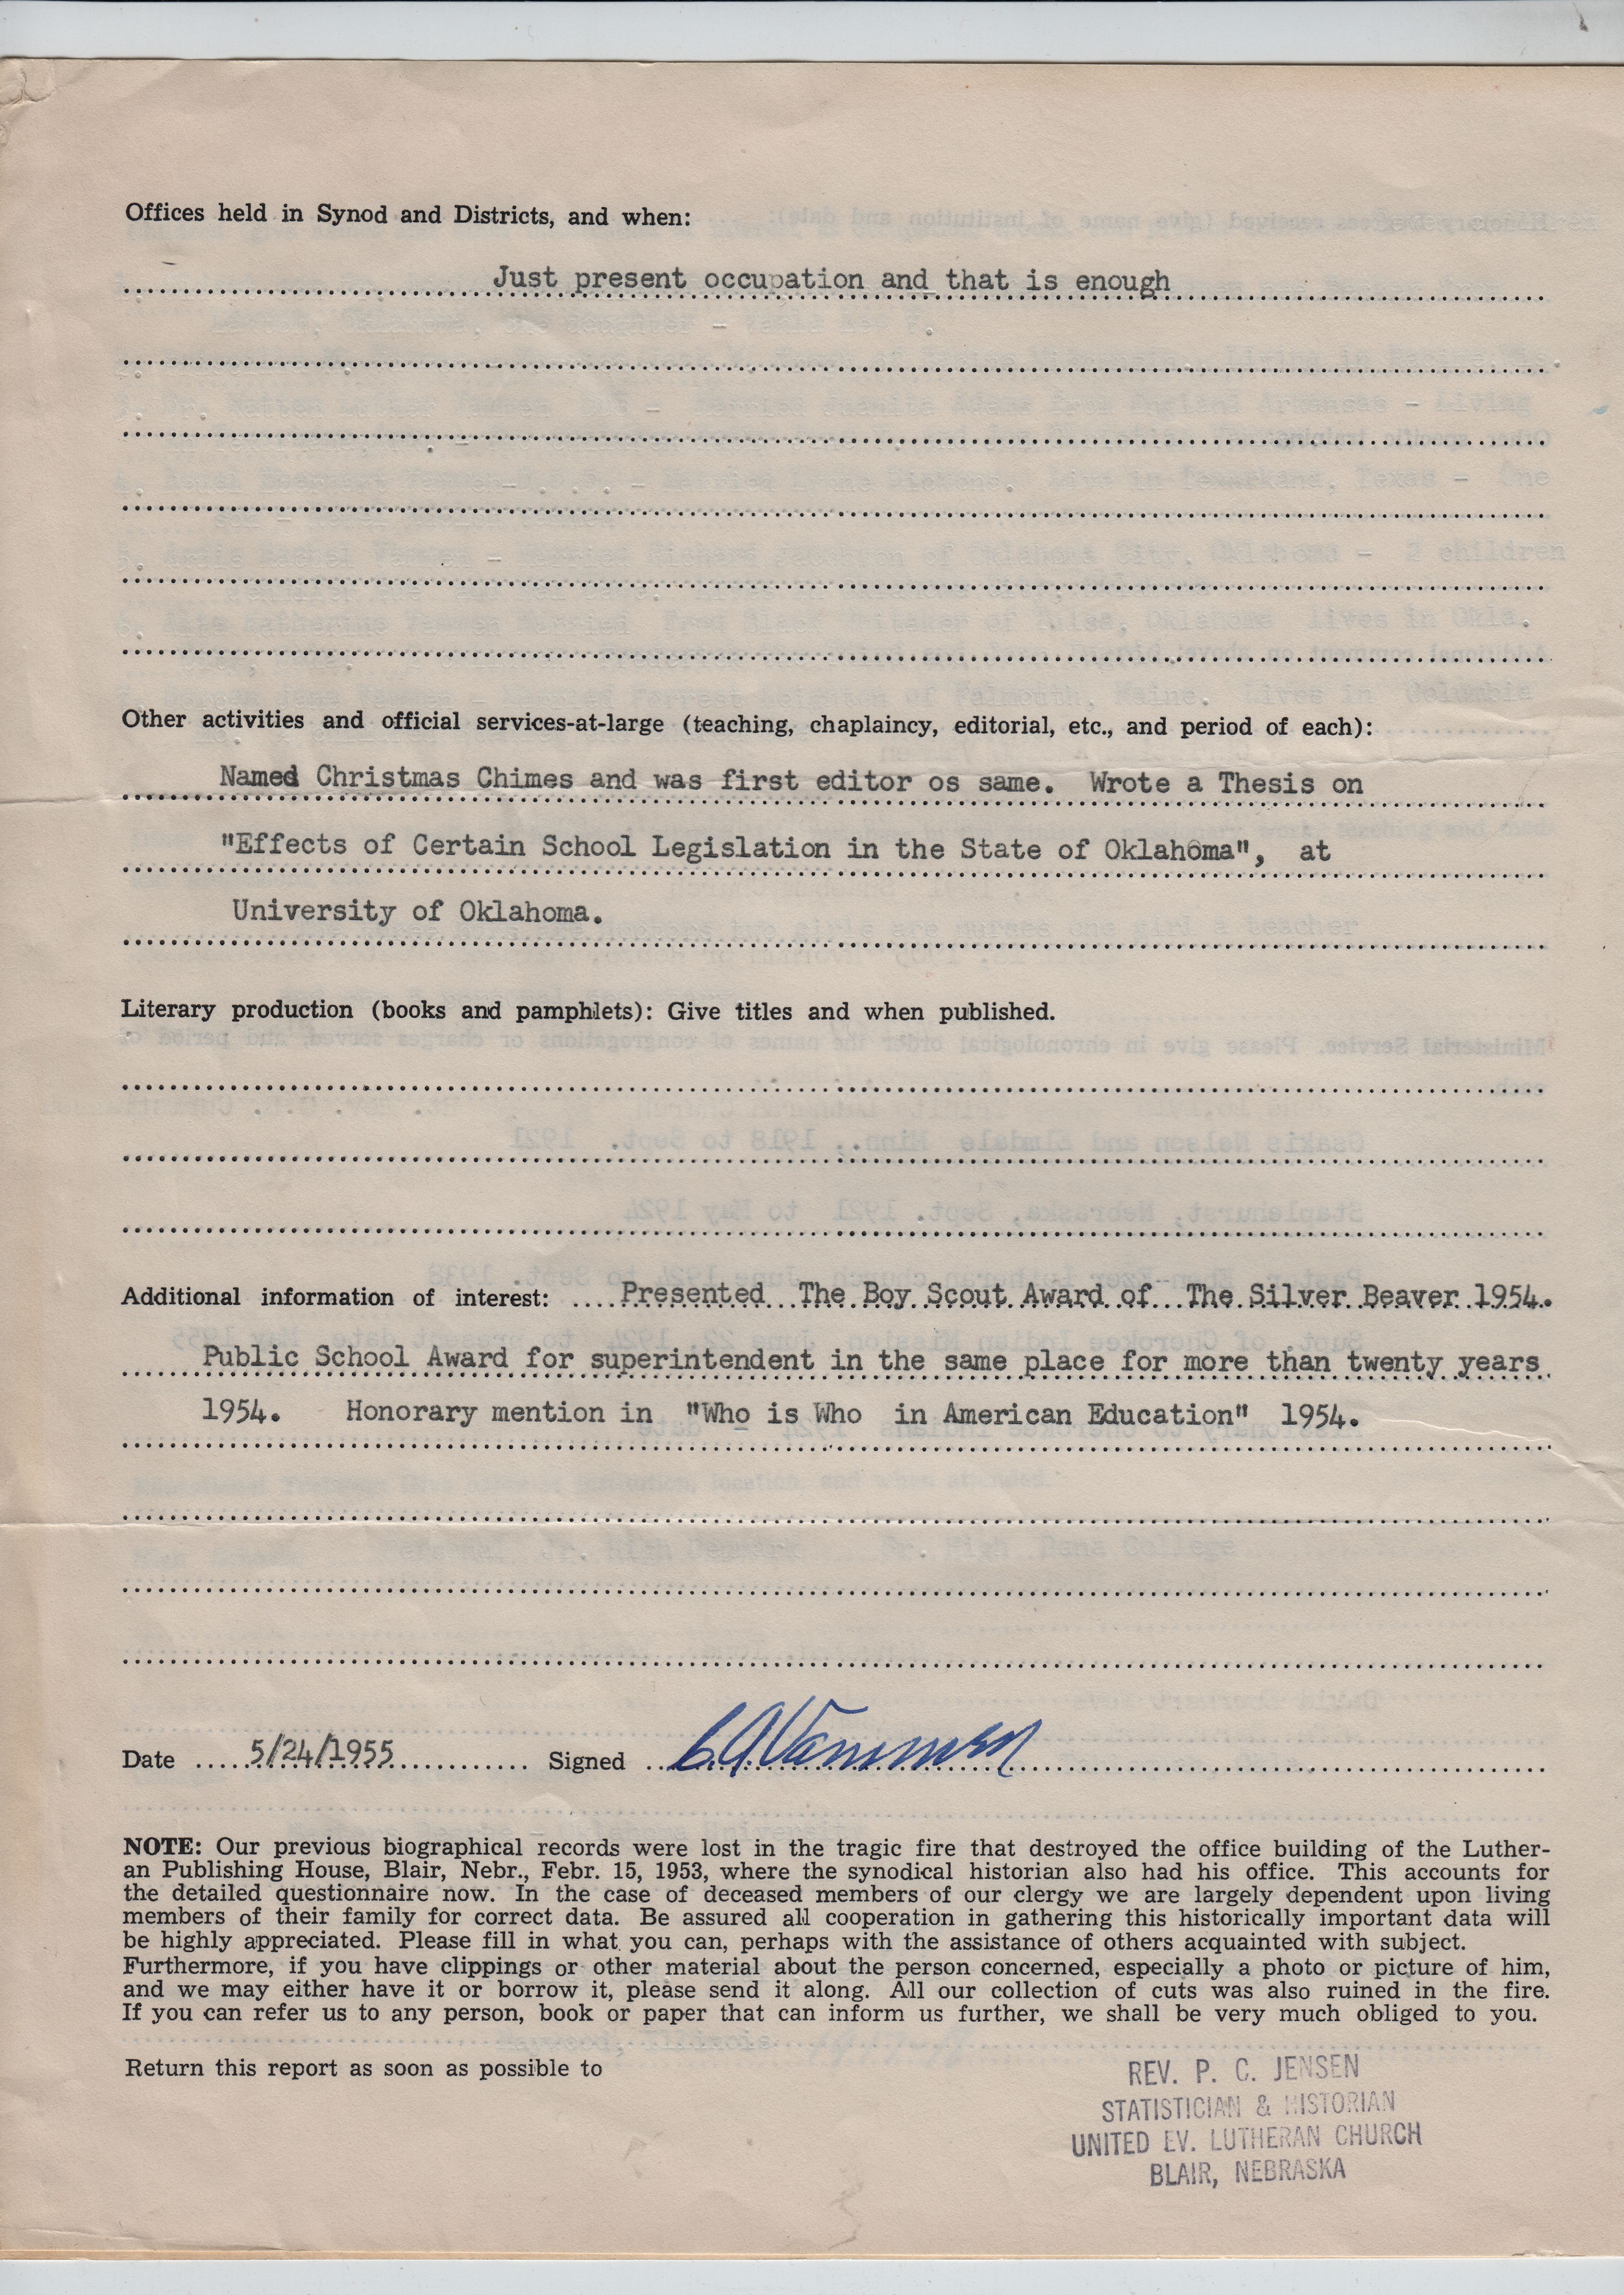 Offices held in Synod and Districts, and when:
Just present occupation and that is enough
Other activities and official services-at-large (teaching, chaplaincy, editorial, etc., and period of each):
Named Christmas Chimes and was first editor os same. Wrote a Thesis on
"Effects of Certain School Legislation in the State of Oklahoma", at
University of Oklahoma.
Literary production (books and pamphlets): Give titles and when published.
Additional information of interest: Presented The Boy Scout Award of The Silver Beaver 1954.
Public School Award for superintendent in the same place for more than twenty years
1954. Honorary mention in "Who is Who in American Education" 1954.
Date 5/24/1955 Signed C.A. Vammen
NOTE: Our previous biographical records were lost in the tragic fire that destroyed the office building of the Luther-
an Publishing House, Blair, Nebr., Febr. 15, 1953, where the synodical historian also had his office. This accounts for
the detailed questionnaire now. In the case of deceased members of our clergy we are largely dependent upon living
members of their family for correct data. Be assured all cooperation in gathering this historically important data will
be highly appreciated. Please fill in what you can, perhaps with the assistance of others acquainted with subject.
Furthermore, if you have clippings or other material about the person concerned, especially a photo or picture of him,
and we may either have it or borrow it, please send it along. All our collection of cuts was also ruined in the fire.
If you can refer us to any person, book or paper that can inform us further, we shall be very much obliged to you.
Return this report as soon as possible to
REV. P. C. JENSEN
STATISTICIAN & HISTORIAN
UNITED EV. LUTHERAN CHURCH
BLAIR, NEBRASKA